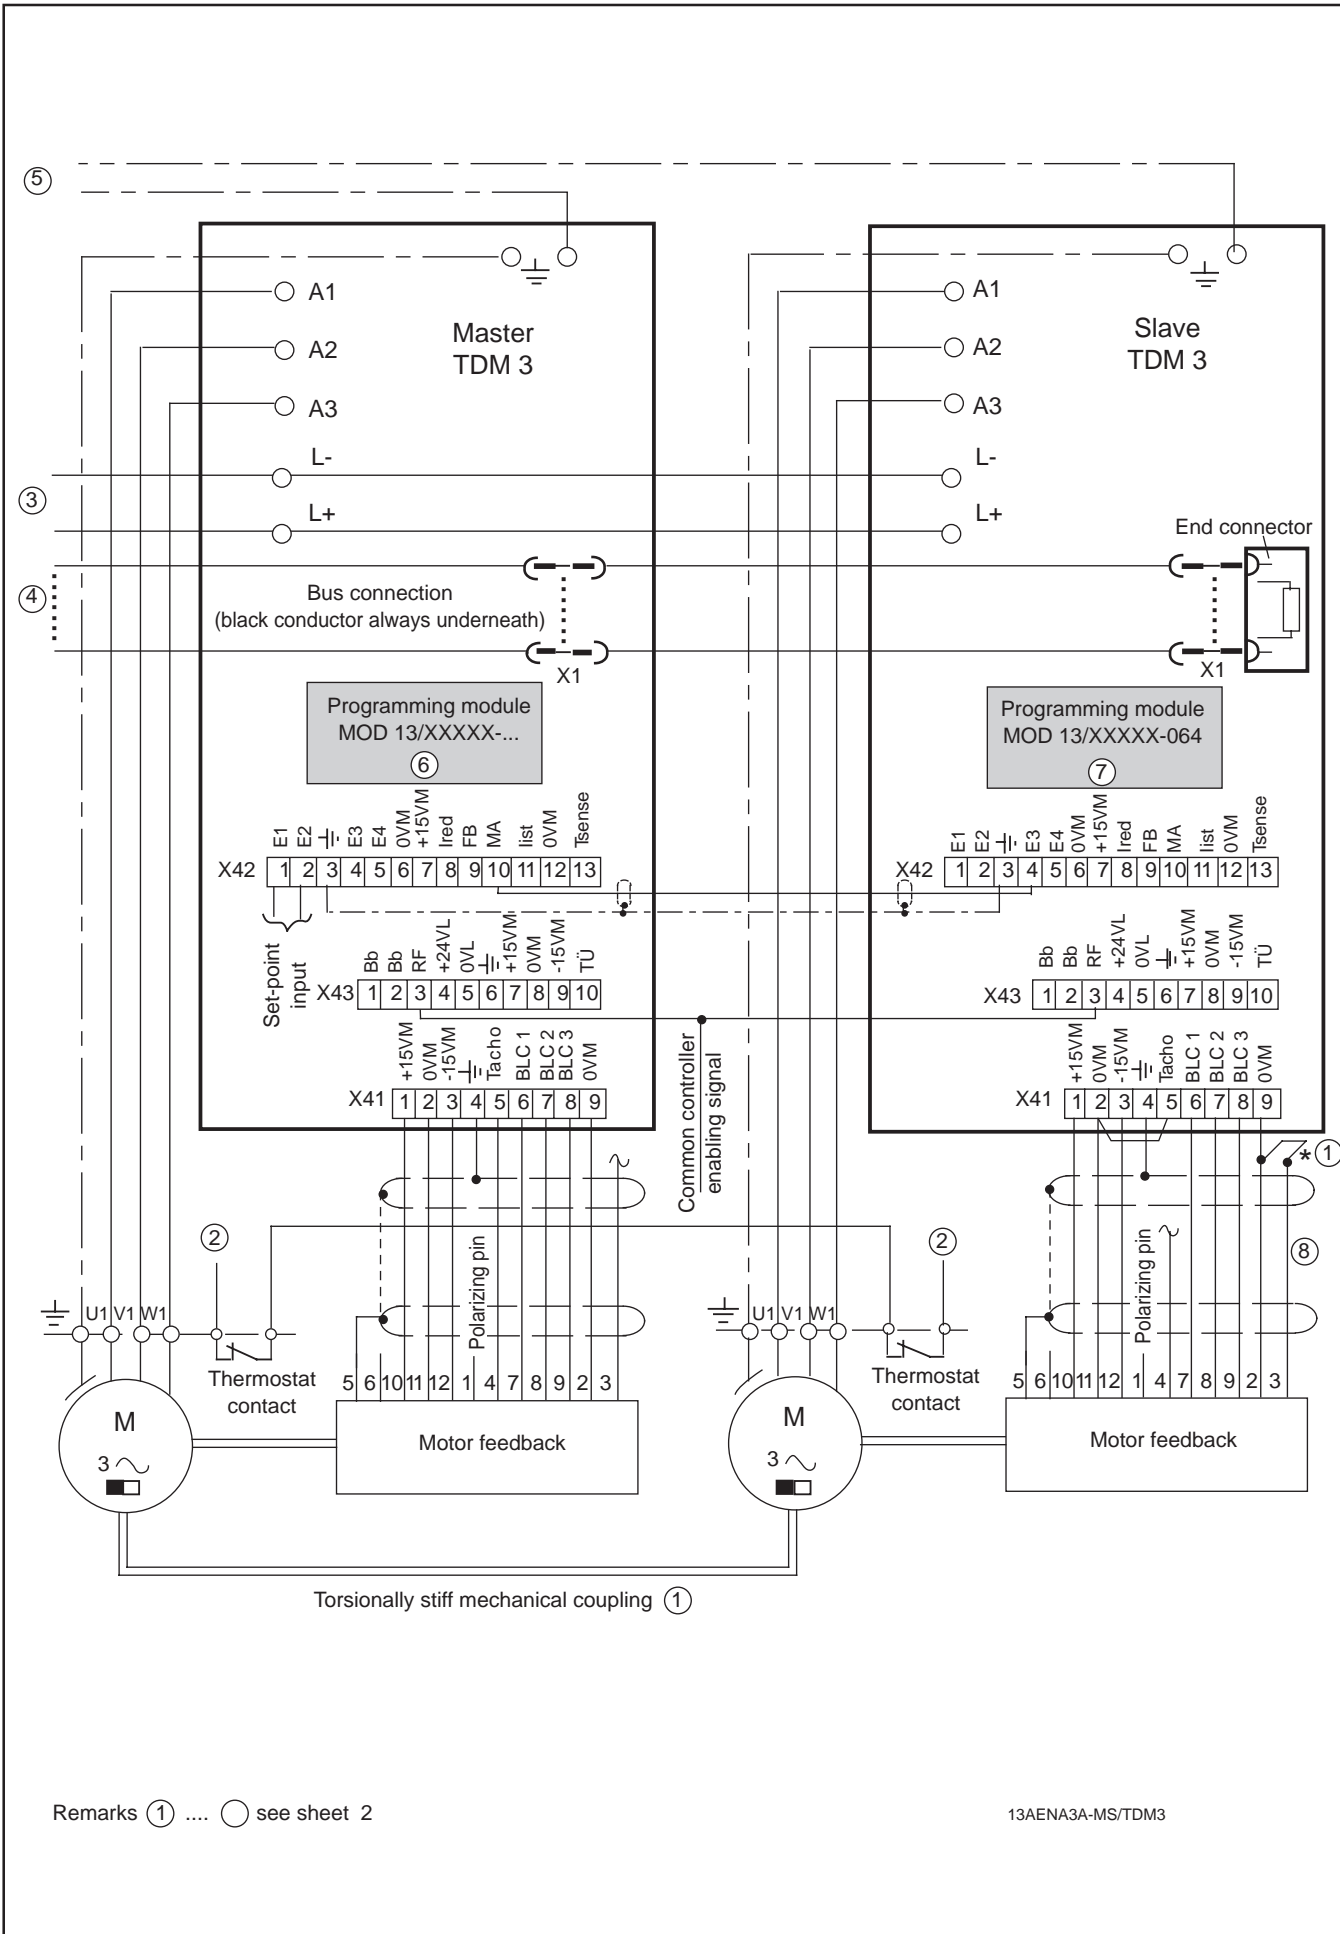 5
A1
Master
TDM 3
A2
A3
L-
L+
3
4
Bus connection
(black conductor always underneath)
X1
A1
Slave
TDM 3
A2
A3
L-
L+
End connector
X1
Programming module
MOD 13/XXXXX-...
6
Programming module
MOD 13/XXXXX-064
7
E1 E2 E3 E4 0VM +15VM Ired FB MA Iist 0VM Tsense
X42 1 2 3 4 5 6 7 8 9 10 11 12 13
E1 E2 E3 E4 0VM +15VM Ired FB MA Iist 0VM Tsense
X42 1 2 3 4 5 6 7 8 9 10 11 12 13
Set-point
input
Bb Bb RF +24VL 0VL +15VM 0VM -15VM TÜ
X43 1 2 3 4 5 6 7 8 9 10
Bb Bb RF +24VL 0VL +15VM 0VM -15VM TÜ
X43 1 2 3 4 5 6 7 8 9 10
+15VM 0VM -15VM Tacho BLC 1 BLC 2 BLC 3 0VM
X41 1 2 3 4 5 6 7 8 9
Common controller
enabling signal
+15VM 0VM -15VM Tacho BLC 1 BLC 2 BLC 3 0VM
X41 1 2 3 4 5 6 7 8 9
* 1
2
Polarizing pin
2
Polarizing pin
8
U1 V1 W1
Thermostat
contact
5 6 10 11 12 1 4 7 8 9 2 3
M
3
Motor feedback
U1 V1 W1
Thermostat
contact
5 6 10 11 12 1 4 7 8 9 2 3
M
3
Motor feedback
Torsionally stiff mechanical coupling 1
Remarks 1 .... see sheet 2
13AENA3A-MS/TDM3